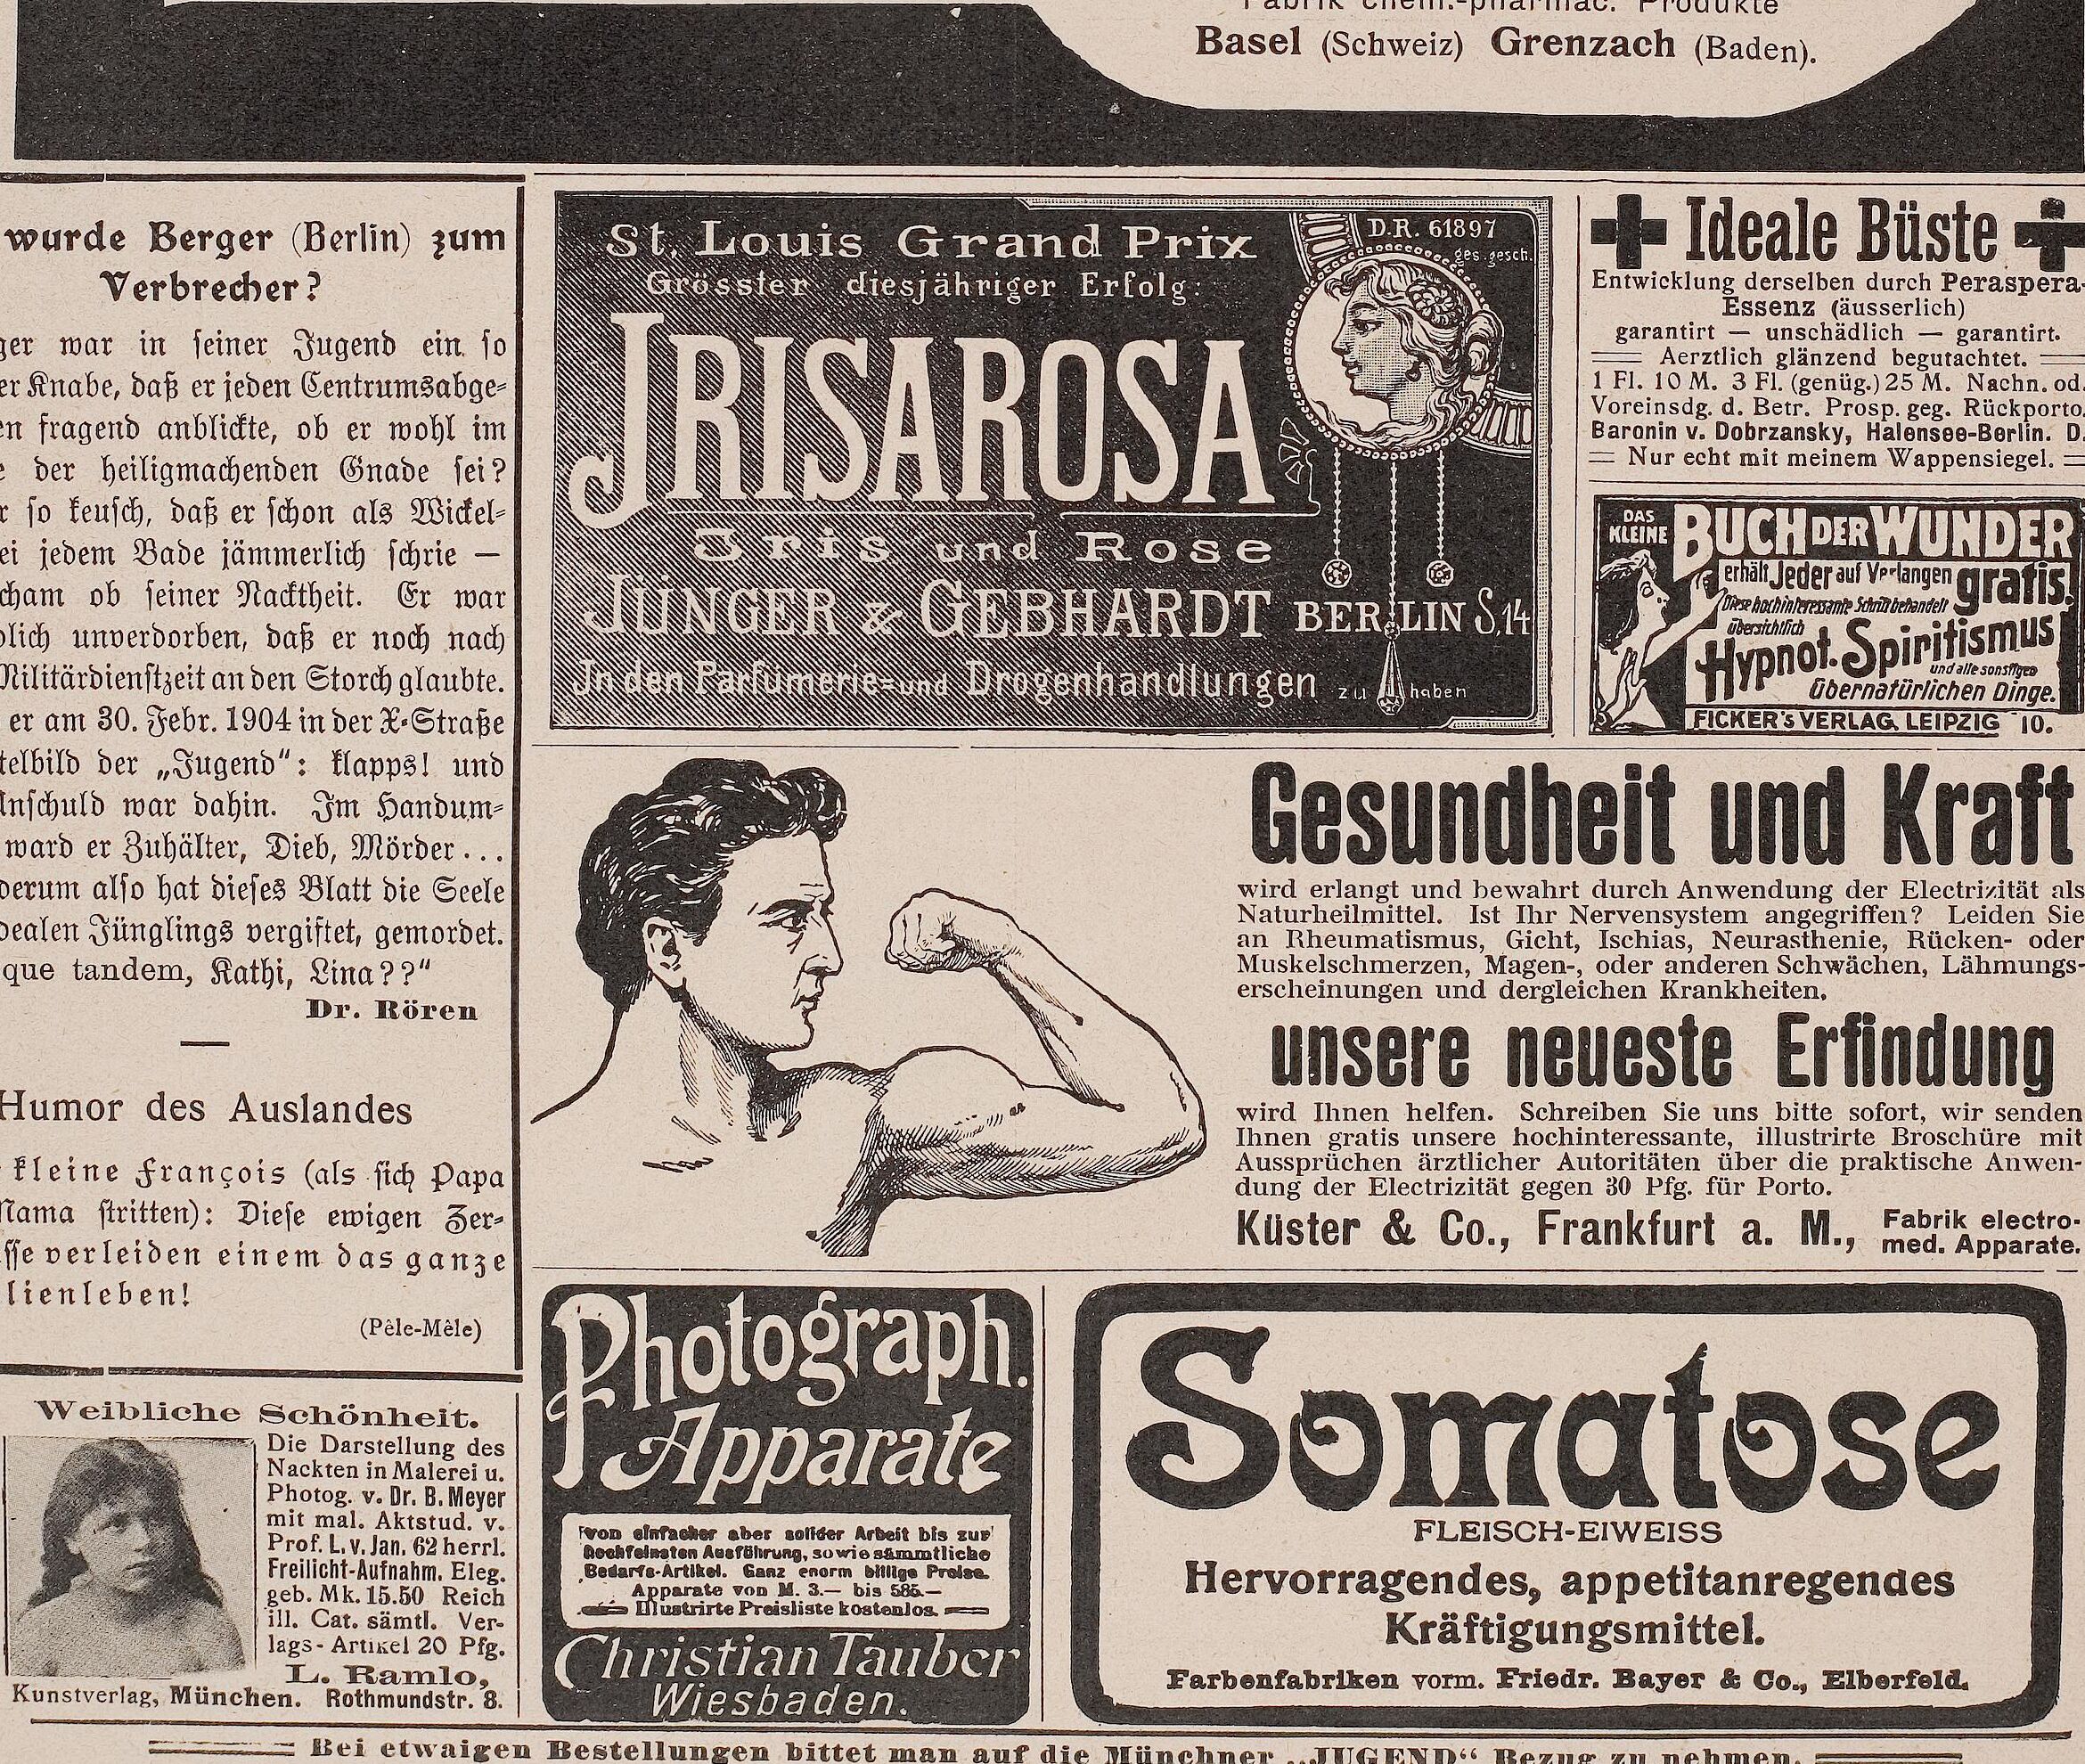 Fabrik chem.-pharmac. Produkte
Basel (Schweiz) Grenzach (Baden).
wurde Berger (Berlin) zum
Verbrecher?
ger war in seiner Jugend ein so
er Knabe, daß er jeden Centrumsabge-
en fragend anblickte, ob er wohl im
der heiligmachenden Gnade sei?
r so keusch, daß er schon als Wickel-
ei jedem Bade jämmerlich schrie —
cham ob seiner Nacktheit. Er war
blich unverdorben, daß er noch nach
Militärdienstzeit an den Storch glaubte.
er am 30. Febr. 1904 in der X-Straße
telbild der „Jugend“: klapps! und
Unschuld war dahin. Im Handum-
ward er Zuhälter, Dieb, Mörder...
derum also hat dieses Blatt die Seele
dealen Jünglings vergiftet, gemordet.
que tandem, Kathi, Lina??“
Dr. Rören
Humor des Auslandes
kleine François (als sich Papa
Mama stritten): Diese ewigen Zer-
sse verleiden einem das ganze
lienleben!
(Pêle-Mêle)
Weibliche Schönheit.
Die Darstellung des
Nackten in Malerei u.
Photog. v. Dr. B. Meyer
mit mal. Aktstud. v.
Prof. L. v. Jan. 62 herrl.
Freilicht-Aufnahm. Eleg.
geb. Mk. 15.50 Reich
ill. Cat. sämtl. Ver-
lags-Artikel 20 Pfg.
L. Ramlo,
Kunstverlag, München. Rothmundstr. 8.
St. Louis Grand Prix
D.R. 61897
ges. gesch.
Grösster diesjähriger Erfolg:
JRISAROSA
Iris und Rose
JÜNGER & GEBHARDT BERLIN S,14
Jn den Parfümerie- und Drogenhandlungen zu haben
Ideale Büste
Entwicklung derselben durch Peraspera-
Essenz (äusserlich)
garantirt — unschädlich — garantirt.
Aerztlich glänzend begutachtet.
1 Fl. 10 M. 3 Fl. (genüg.) 25 M. Nachn. od.
Voreinsdg. d. Betr. Prosp. geg. Rückporto.
Baronin v. Dobrzansky, Halensee-Berlin. D.
Nur echt mit meinem Wappensiegel.
DAS KLEINE BUCH DER WUNDER
erhält Jeder auf Verlangen gratis.
Diese hochinteressante Schrift behandelt
übersichtlich
Hypnot. Spiritismus
und alle sonstigen
übernatürlichen Dinge.
FICKER's VERLAG, LEIPZIG 10.
Gesundheit und Kraft
wird erlangt und bewahrt durch Anwendung der Electrizität als
Naturheilmittel. Ist Ihr Nervensystem angegriffen? Leiden Sie
an Rheumatismus, Gicht, Ischias, Neurasthenie, Rücken- oder
Muskelschmerzen, Magen-, oder anderen Schwächen, Lähmungs-
erscheinungen und dergleichen Krankheiten,
unsere neueste Erfindung
wird Ihnen helfen. Schreiben Sie uns bitte sofort, wir senden
Ihnen gratis unsere hochinteressante, illustrirte Broschüre mit
Aussprüchen ärztlicher Autoritäten über die praktische Anwen-
dung der Electrizität gegen 30 Pfg. für Porto.
Küster & Co., Frankfurt a. M., Fabrik electro-
med. Apparate.
Photograph.
Apparate
von einfacher aber solider Arbeit bis zur
hochfeinsten Ausführung, sowie sämmtliche
Bedarfs-Artikel. Ganz enorm billige Preise.
Apparate von M. 3.— bis 585.—
Illustrirte Preisliste kostenlos.
Christian Tauber
Wiesbaden.
Somatose
FLEISCH-EIWEISS
Hervorragendes, appetitanregendes
Kräftigungsmittel.
Farbenfabriken vorm. Friedr. Bayer & Co., Elberfeld.
Bei etwaigen Bestellungen bittet man auf die Münchner „JUGEND“ Bezug zu nehmen.